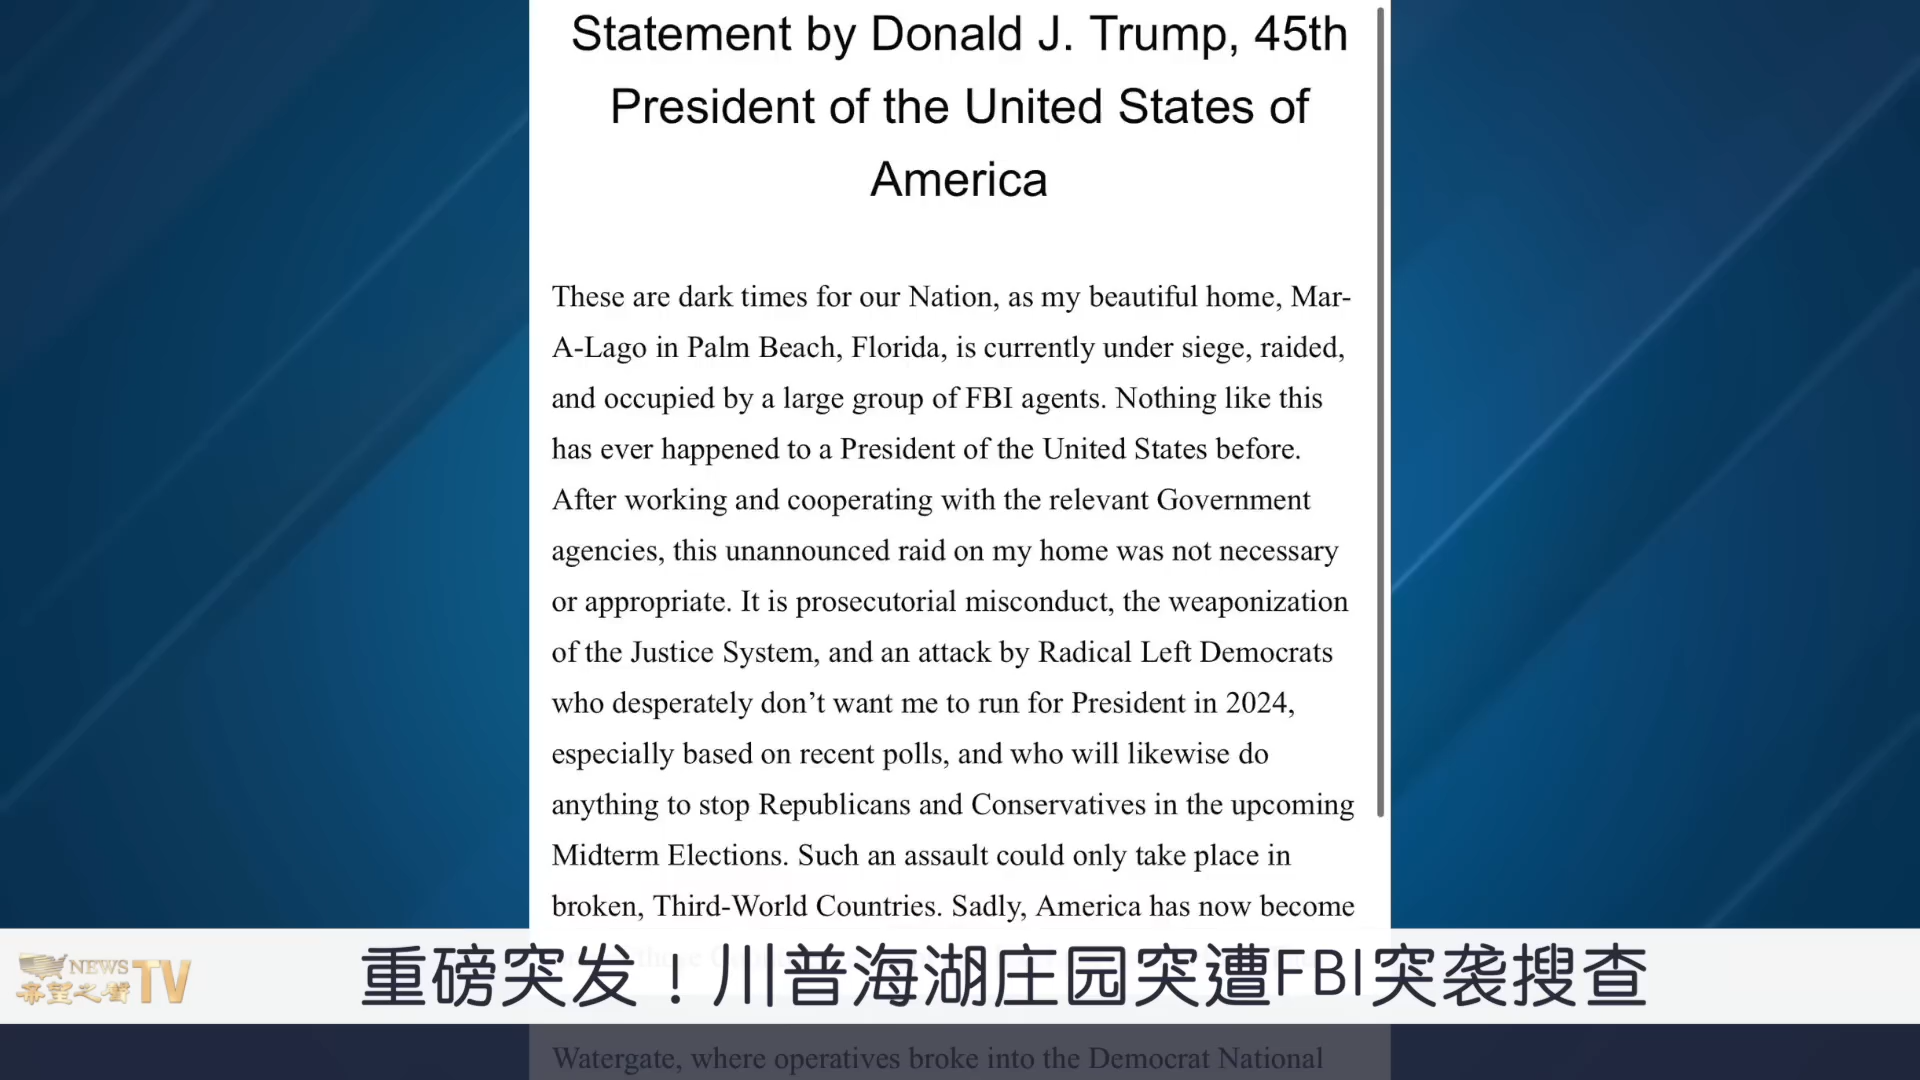 Statement by Donald J. Trump, 45th
President of the United States of
America
These are dark times for our Nation, as my beautiful home, Mar-
A-Lago in Palm Beach, Florida, is currently under siege, raided,
and occupied by a large group of FBI agents. Nothing like this
has ever happened to a President of the United States before.
After working and cooperating with the relevant Government
agencies, this unannounced raid on my home was not necessary
or appropriate. It is prosecutorial misconduct, the weaponization
of the Justice System, and an attack by Radical Left Democrats
who desperately don’t want me to run for President in 2024,
especially based on recent polls, and who will likewise do
anything to stop Republicans and Conservatives in the upcoming
Midterm Elections. Such an assault could only take place in
broken, Third-World Countries. Sadly, America has now become
NEWS
希望之聲TV
重磅突发！川普海湖庄园突遭FBI突袭搜查
Watergate, where operatives broke into the Democrat National